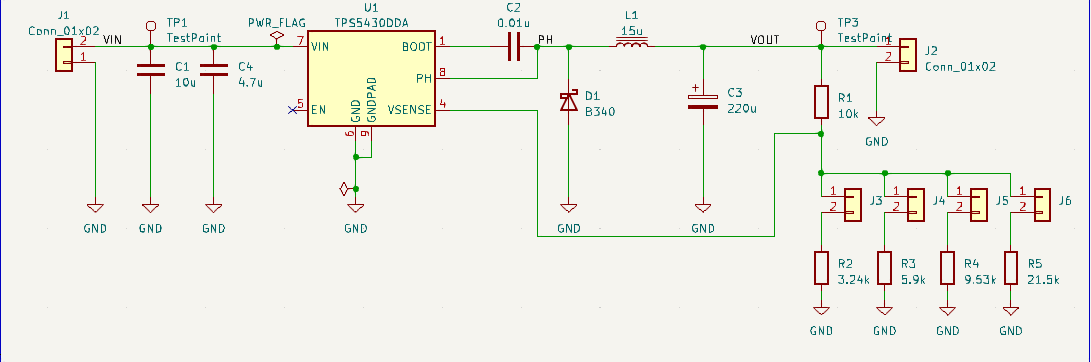 J1
Conn_01x02
2
1
VIN
TP1
TestPoint
C1
10u
C4
4.7u
PWR_FLAG
U1
TPS5430DDA
7
VIN
5
EN
BOOT
1
PH
8
VSENSE
4
GND
6
GNDPAD
9
C2
0.01u
PH
D1
B340
L1
15u
+
C3
220u
VOUT
TP3
TestPoint
1
2
J2
Conn_01x02
R1
10k
GND
1
2
J3
1
2
J4
1
2
J5
1
2
J6
GND
GND
GND
GND
GND
GND
R2
3.24k
R3
5.9k
R4
9.53k
R5
21.5k
GND
GND
GND
GND